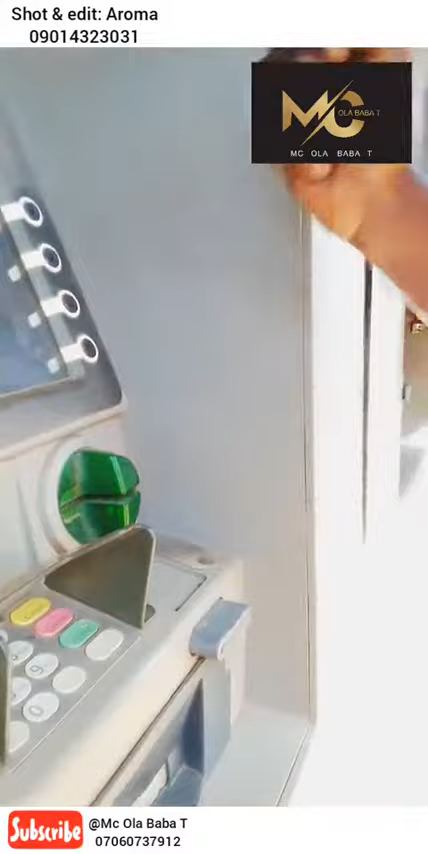 Shot & edit: Aroma
09014323031
MC
OLA BABA T
MC OLA BABA T
Subscribe
@Mc Ola Baba T
07060737912